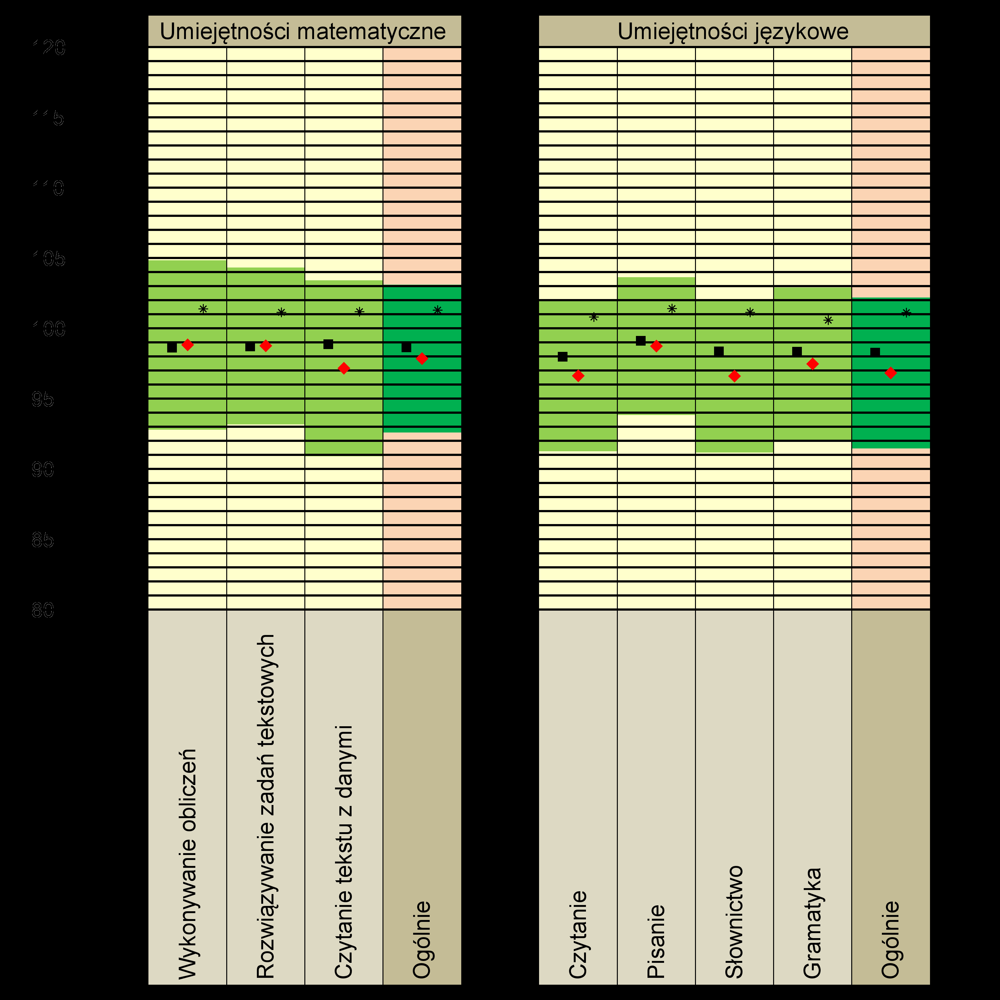 Umiejętności matematyczne
Umiejętności językowe
120
115
110
105
100
95
90
85
80
Wykonywanie obliczeń
Rozwiązywanie zadań tekstowych
Czytanie tekstu z danymi
Ogólnie
Czytanie
Pisanie
Słownictwo
Gramatyka
Ogólnie